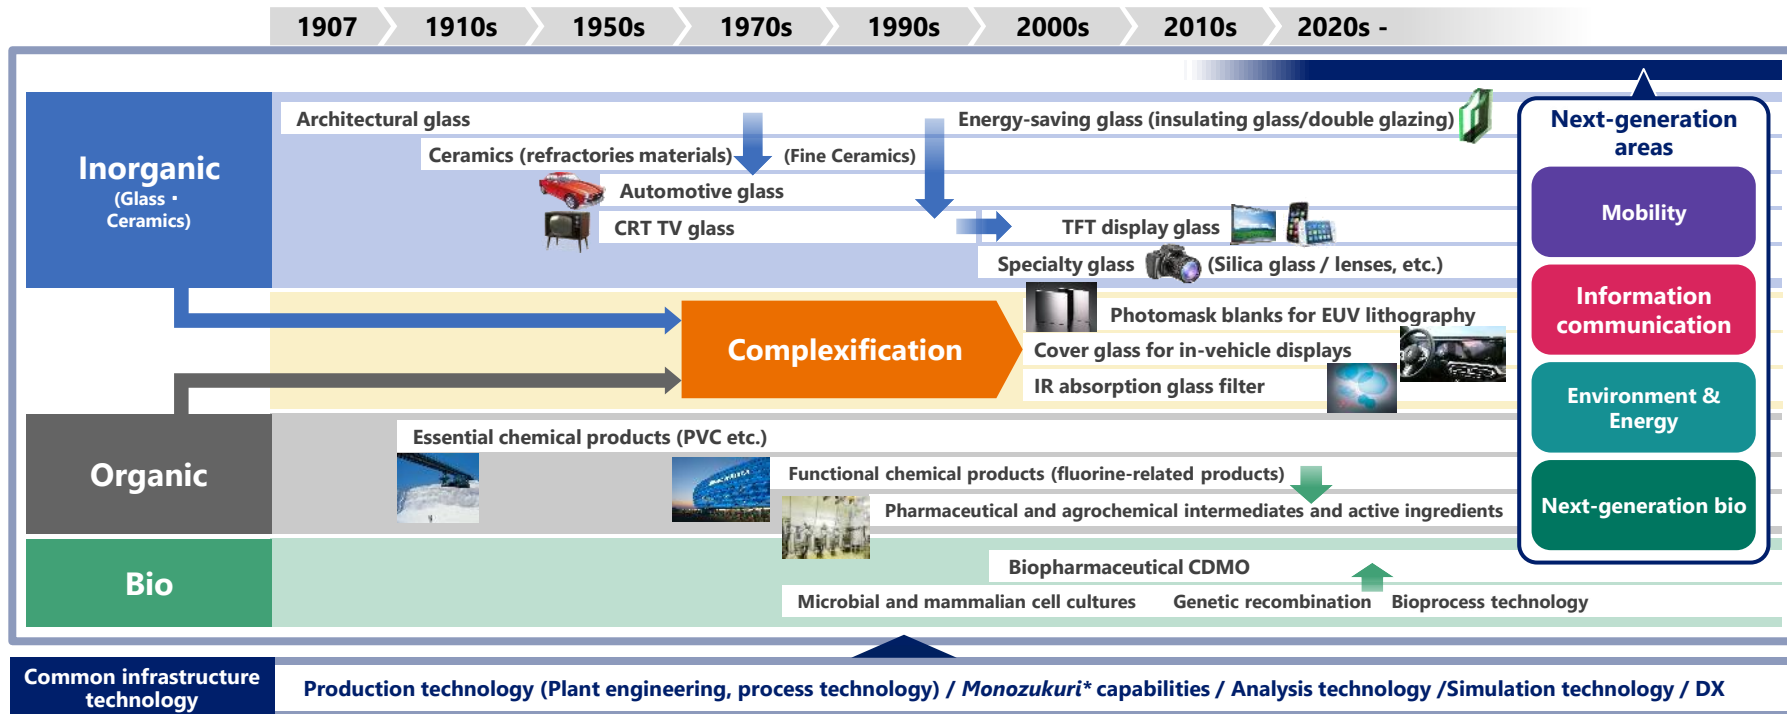 1907 1910s 1950s 1970s 1990s 2000s 2010s 2020s -
Inorganic
(Glass・
Ceramics)
Architectural glass
Energy-saving glass (insulating glass/double glazing)
Ceramics (refractories materials)
(Fine Ceramics)
Automotive glass
CRT TV glass
TFT display glass
Specialty glass
(Silica glass / lenses, etc.)
Complexification
Photomask blanks for EUV lithography
Cover glass for in-vehicle displays
IR absorption glass filter
Organic
Essential chemical products (PVC etc.)
Functional chemical products (fluorine-related products)
Pharmaceutical and agrochemical intermediates and active ingredients
Bio
Biopharmaceutical CDMO
Microbial and mammalian cell cultures
Genetic recombination
Bioprocess technology
Next-generation
areas
Mobility
Information
communication
Environment &
Energy
Next-generation bio
Common infrastructure
technology
Production technology (Plant engineering, process technology) / Monozukuri* capabilities / Analysis technology /Simulation technology / DX